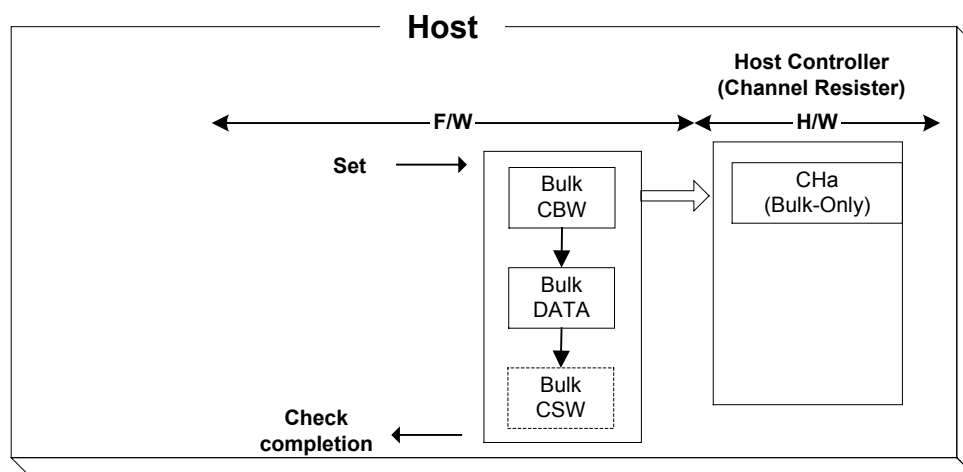 Host
Host Controller
(Channel Resister)
F/W
H/W
Set
Bulk
CBW
CHa
(Bulk-Only)
Bulk
DATA
Bulk
CSW
Check
completion